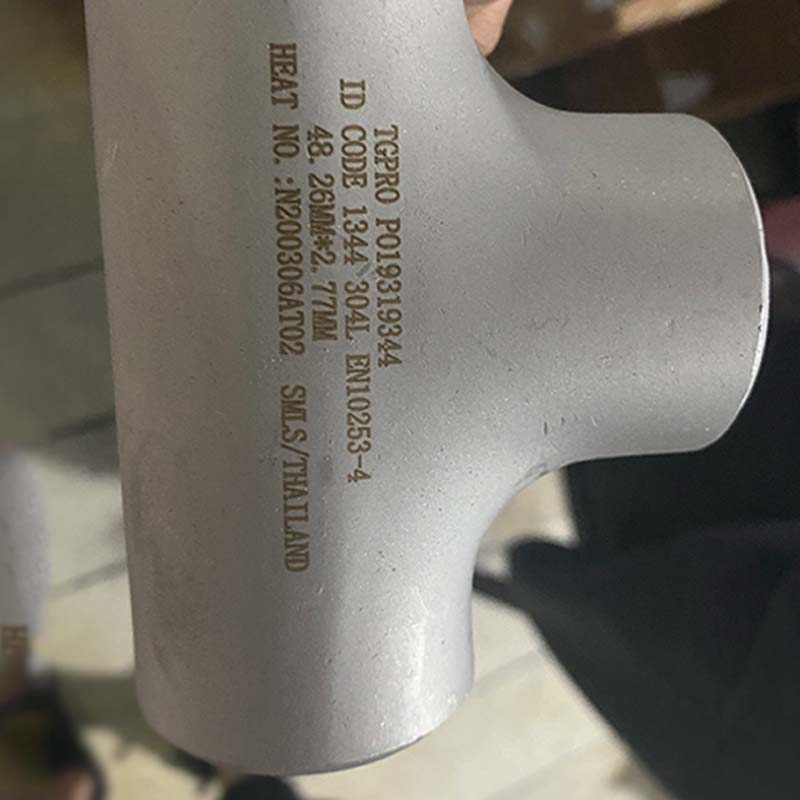 TGPRO PO19319344
ID CODE 1344 304L EN10253-4
48.26MM*2.77MM
HEAT NO.:N200306AT02 SMLS/THAILAND